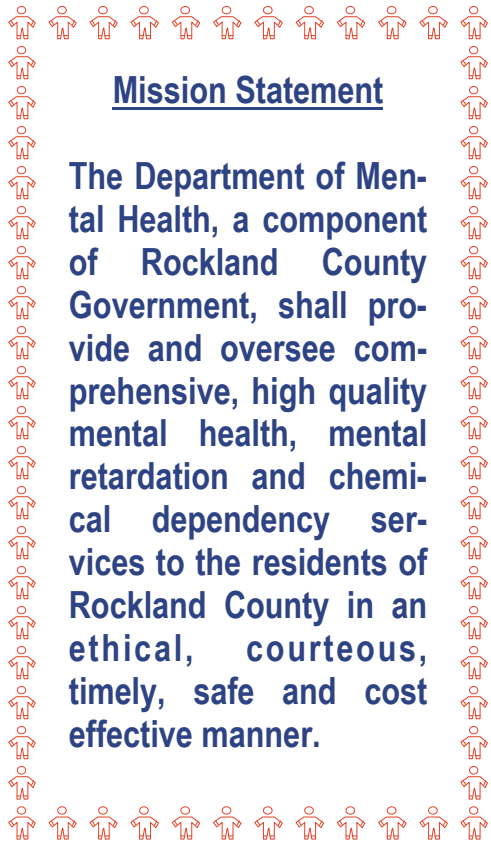 Mission Statement
The Department of Men-
tal Health, a component
of Rockland County
Government, shall pro-
vide and oversee com-
prehensive, high quality
mental health, mental
retardation and chemi-
cal dependency ser-
vices to the residents of
Rockland County in an
ethical, courteous,
timely, safe and cost
effective manner.